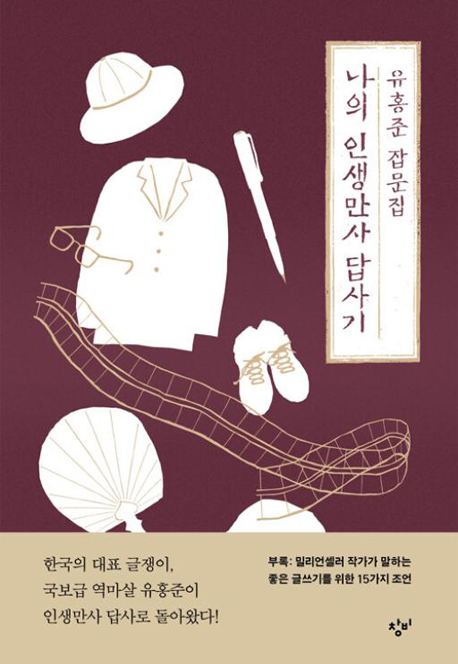 유홍준 잡문집
나의 인생만사 답사기
한국의 대표 글쟁이,
국보급 역마살 유홍준이
인생만사 답사로 돌아왔다!
부록: 밀리언셀러 작가가 말하는
좋은 글쓰기를 위한 15가지 조언
창비